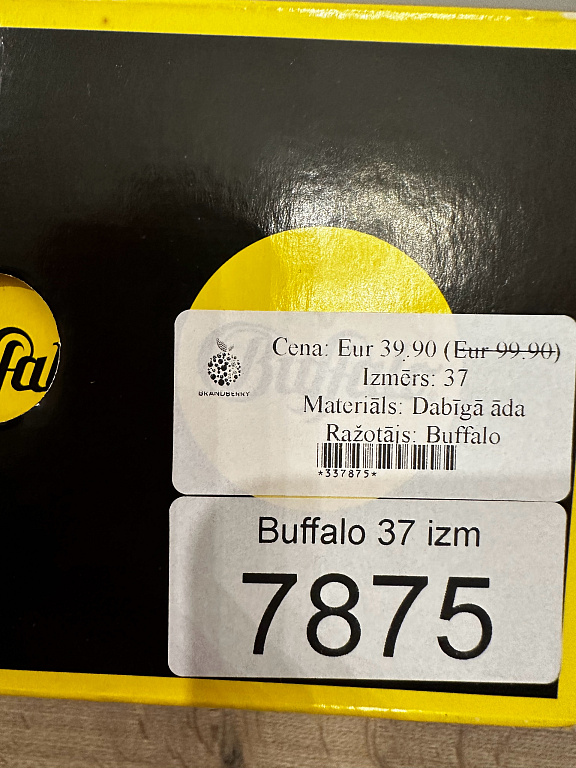 Cena: Eur 39.90 (Eur 99.90)
Izmērs: 37
Materiāls: Dabīgā āda
Ražotājs: Buffalo
BRANDBERRY
*337875*
Buffalo 37 izm
7875